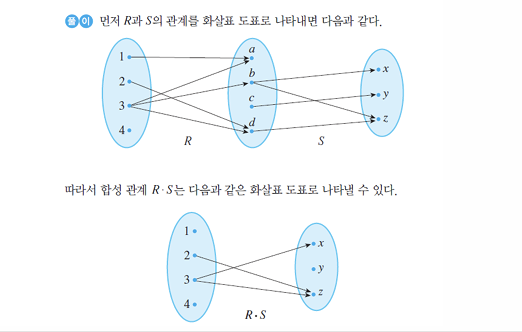 풀이 먼저 R과 S의 관계를 화살표 도표로 나타내면 다음과 같다.
1
2
3
4
a
b
c
d
x
y
z
R
S
따라서 합성 관계 R·S는 다음과 같은 화살표 도표로 나타낼 수 있다.
1
2
3
4
x
y
z
R·S